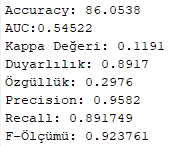 Accuracy: 86.0538
AUC:0.54522
Kappa Değeri: 0.1191
Duyarlılık: 0.8917
Özgüllük: 0.2976
Precision: 0.9582
Recall: 0.891749
F-Ölçümü: 0.923761